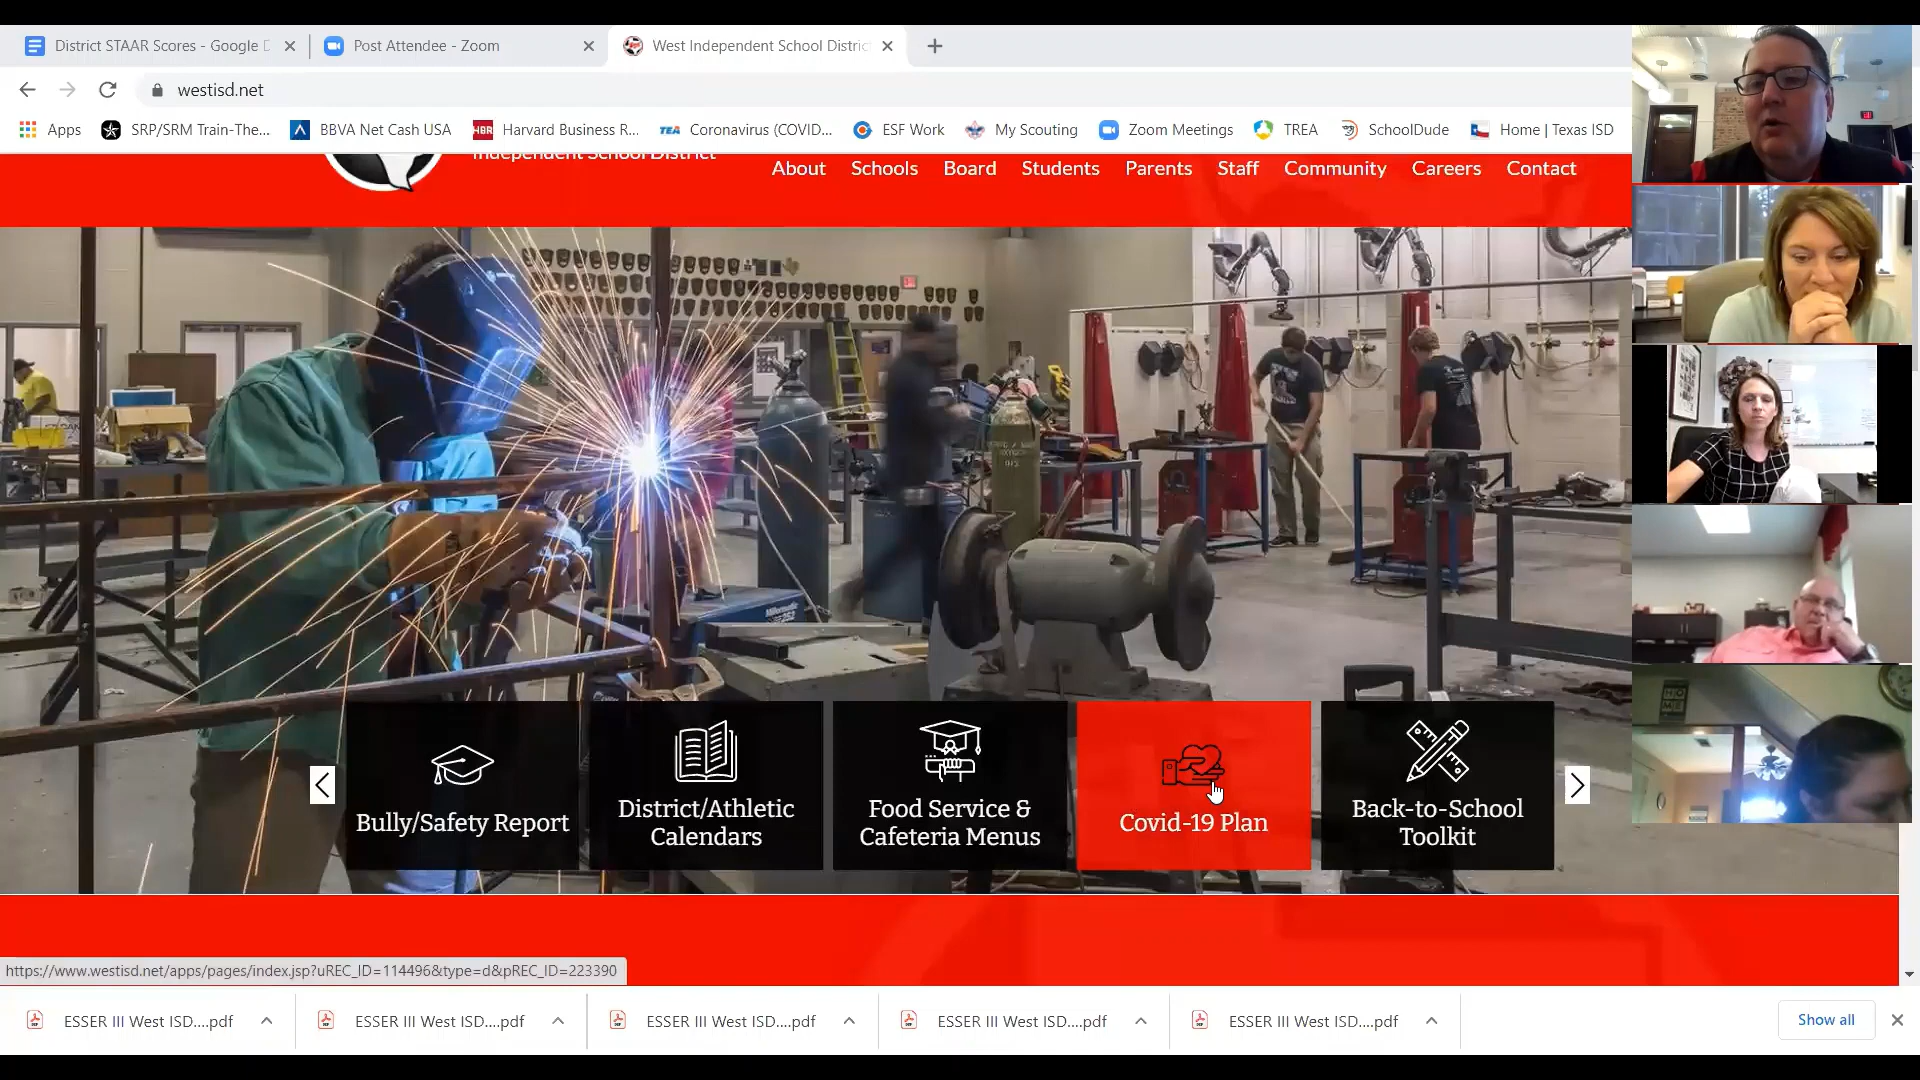 District STAAR Scores - Google D
Post Attendee - Zoom
West Independent School Distric
westisd.net
Apps
SRP/SRM Train-The...
BBVA Net Cash USA
HBR
Harvard Business R...
TEA
Coronavirus (COVID...
ESF Work
My Scouting
Zoom Meetings
TREA
SchoolDude
Home | Texas ISD
Independent School District
About
Schools
Board
Students
Parents
Staff
Community
Careers
Contact
Bully/Safety Report
District/Athletic
Calendars
Food Service &
Cafeteria Menus
Covid-19 Plan
Back-to-School
Toolkit
https://www.westisd.net/apps/pages/index.jsp?uREC_ID=114496&type=d&pREC_ID=223390
ESSER III West ISD....pdf
ESSER III West ISD....pdf
ESSER III West ISD....pdf
ESSER III West ISD....pdf
ESSER III West ISD....pdf
Show all